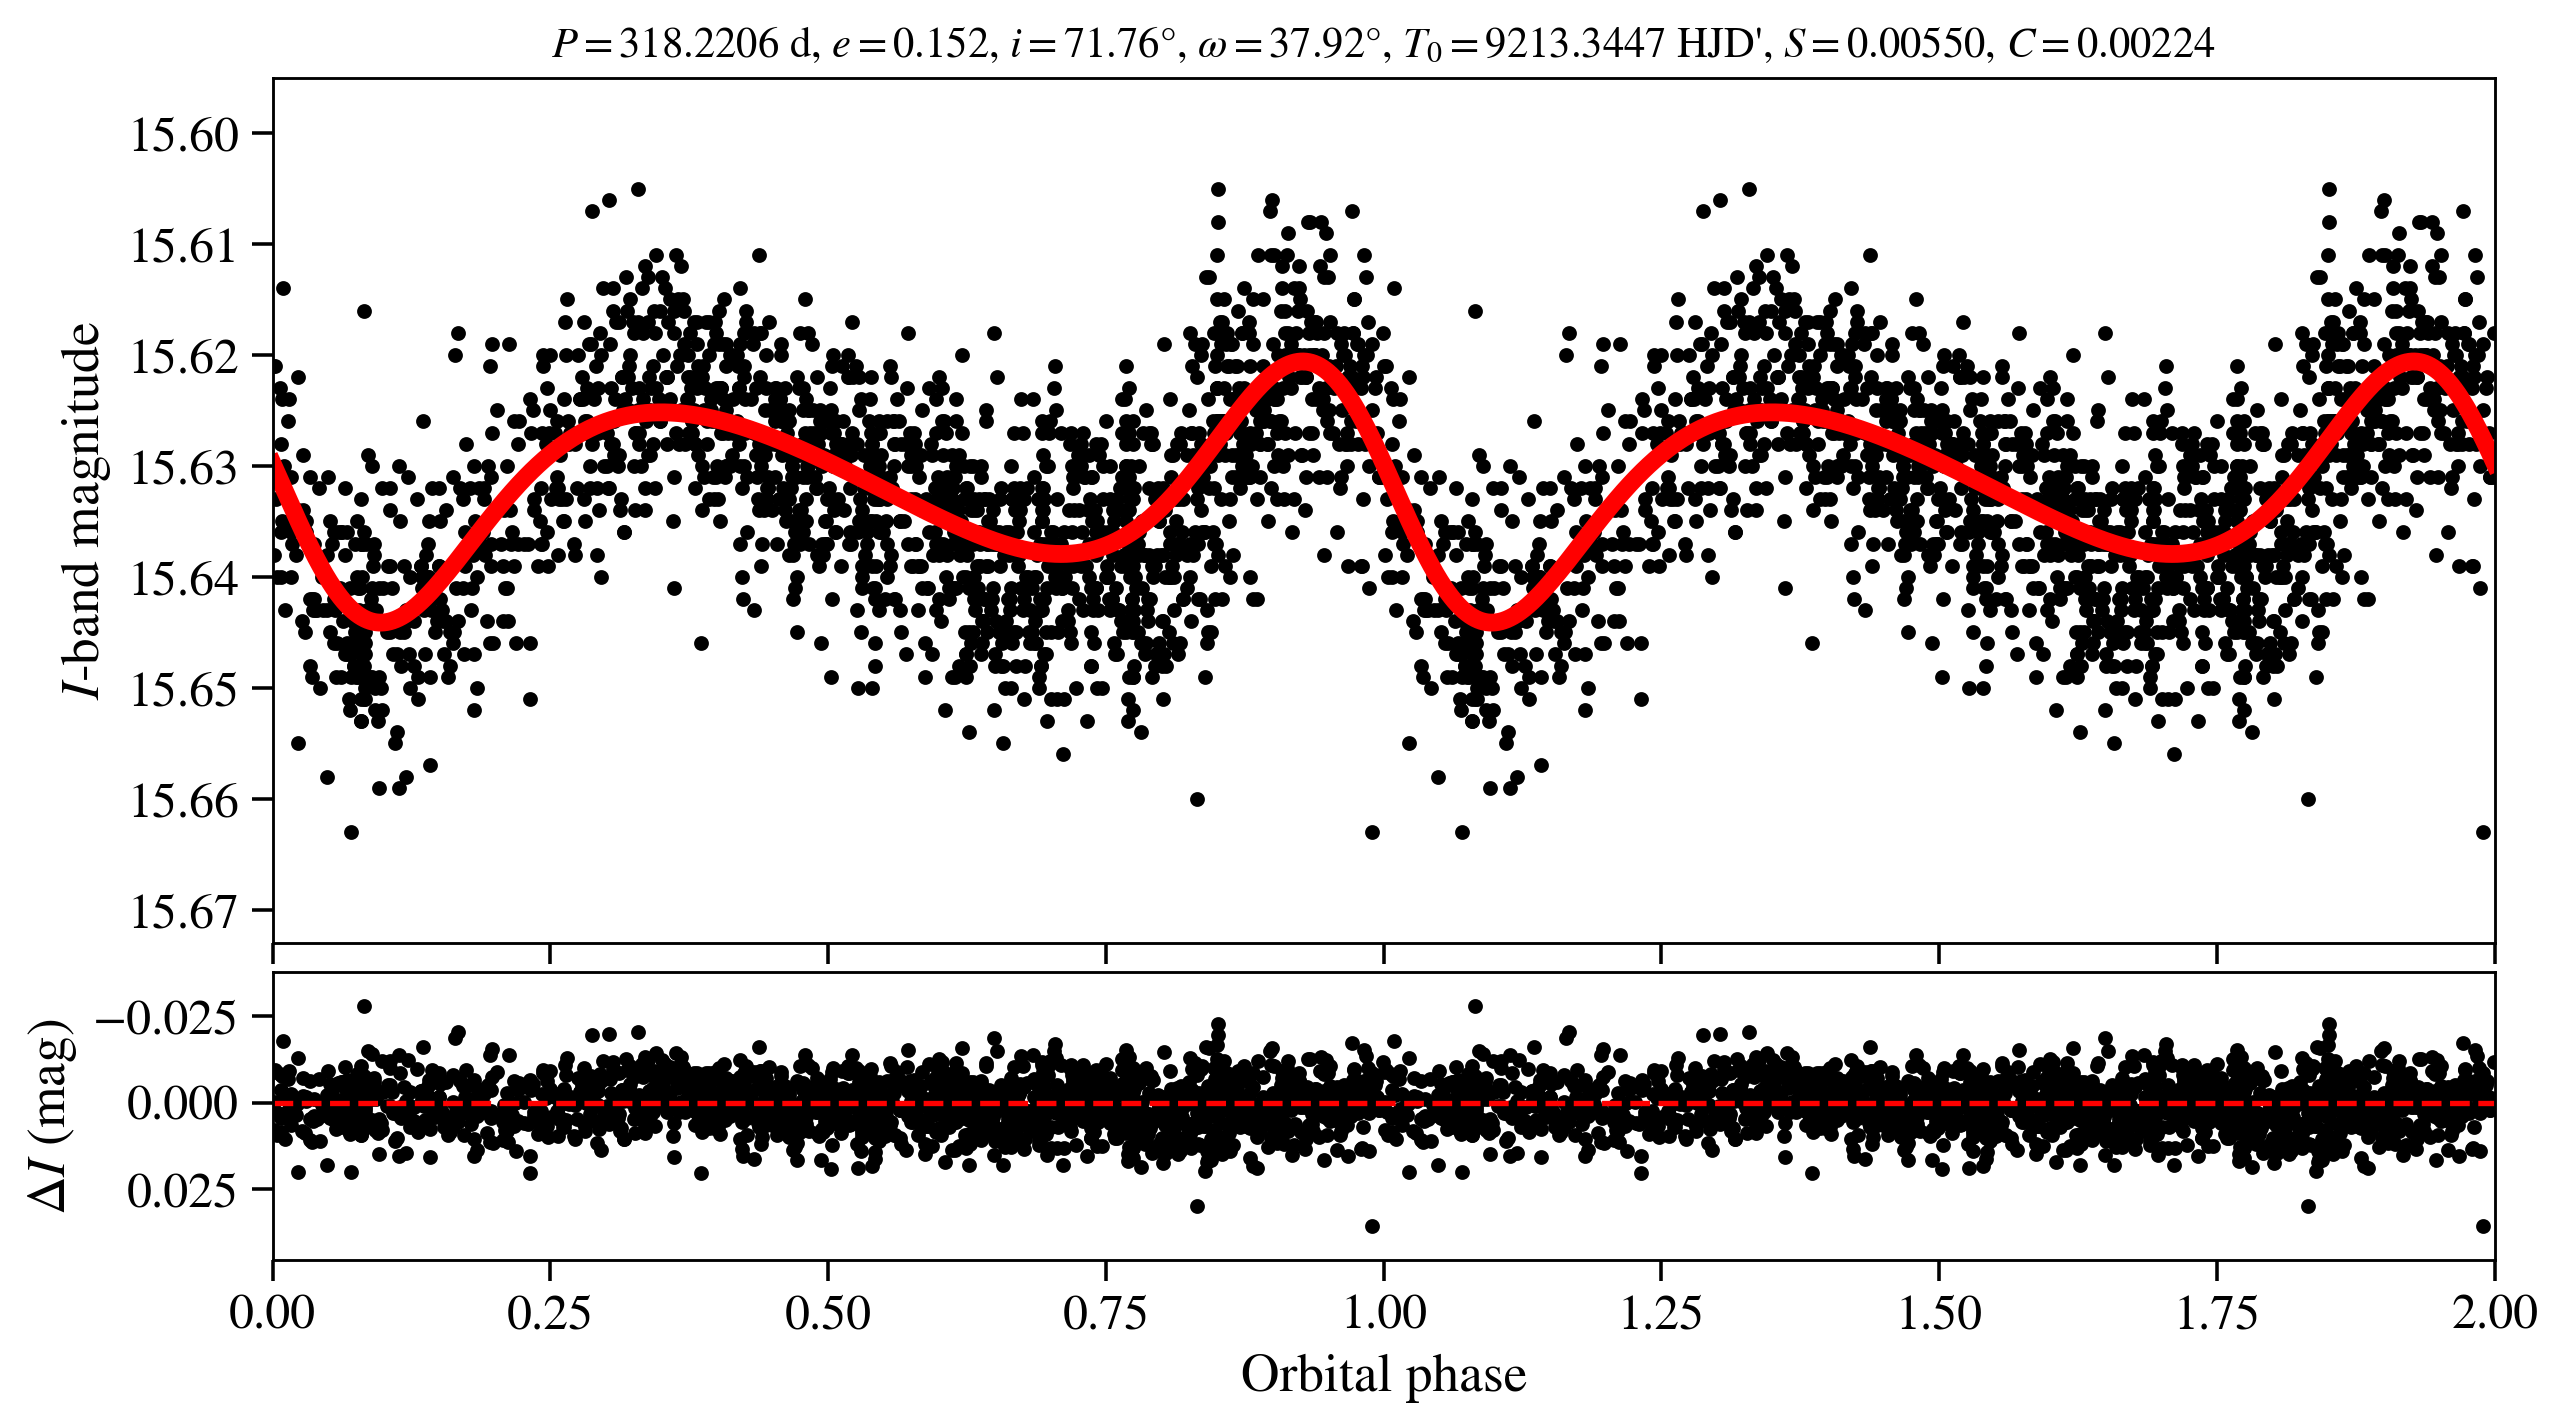 P = 318.2206 d, e = 0.152, i = 71.76°, ω = 37.92°, T₀ = 9213.3447 HJD', S = 0.00550, C = 0.00224
I-band magnitude
15.60
15.61
15.62
15.63
15.64
15.65
15.66
15.67
ΔI (mag)
−0.025
0.000
0.025
0.00 0.25 0.50 0.75 1.00 1.25 1.50 1.75 2.00
Orbital phase